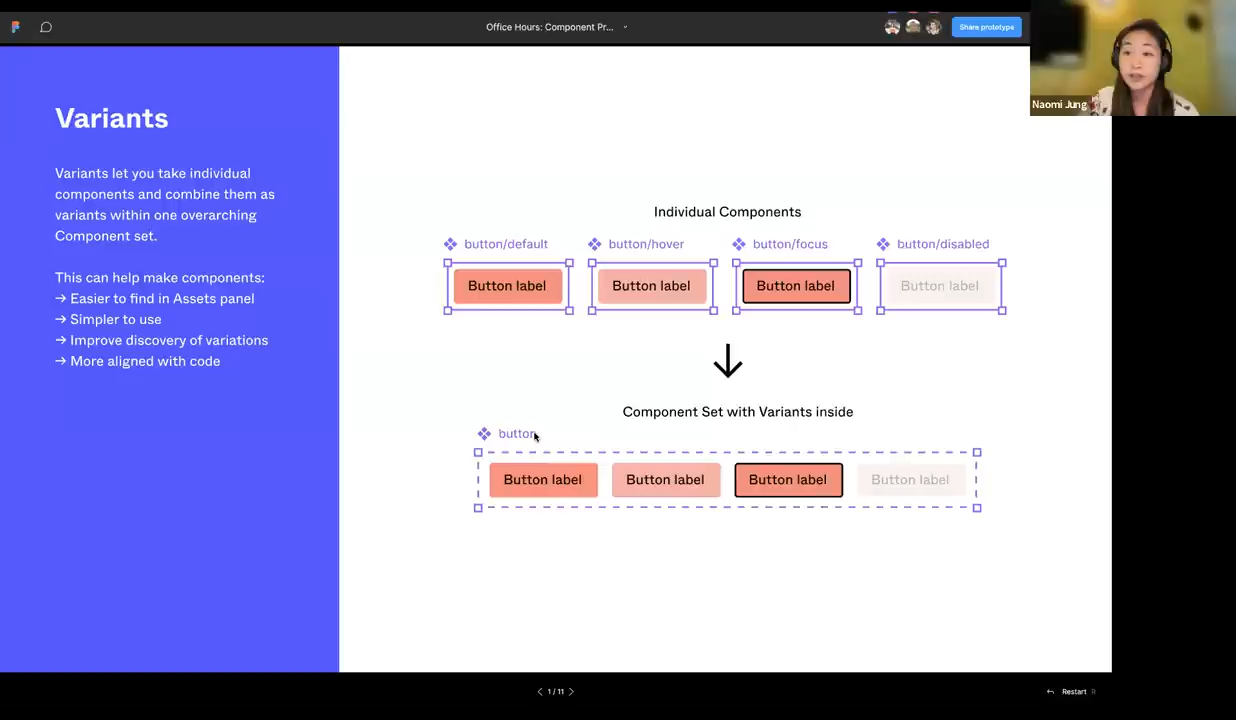 Office Hours: Component Pr...
Share prototype
Naomi Jung
Variants
Variants let you take individual
components and combine them as
variants within one overarching
Component set.
This can help make components:
→ Easier to find in Assets panel
→ Simpler to use
→ Improve discovery of variations
→ More aligned with code
Individual Components
button/default
button/hover
button/focus
button/disabled
Button label
Button label
Button label
Button label
Component Set with Variants inside
button
Button label
Button label
Button label
Button label
1 / 11
Restart R